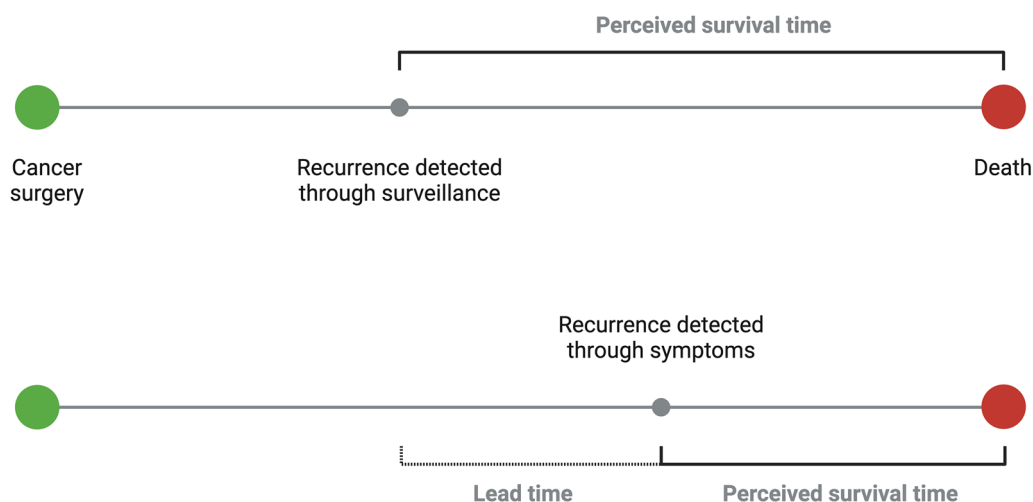 Perceived survival time
Cancer
surgery
Recurrence detected
through surveillance
Death
Recurrence detected
through symptoms
Lead time
Perceived survival time